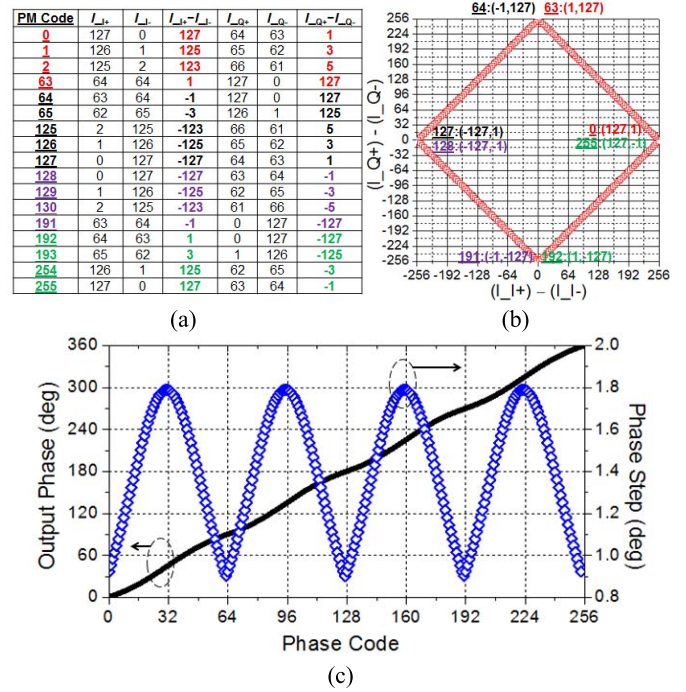 PM Code I_I+ I_I- I_I+-I_I- I_Q+ I_Q- I_Q+-I_Q-
0 127 0 127 64 63 1
1 126 1 125 65 62 3
2 125 2 123 66 61 5
63 64 64 1 127 0 127
64 63 64 -1 127 0 127
65 62 65 -3 126 1 125
125 2 125 -123 66 61 5
126 1 126 -125 65 62 3
127 0 127 -127 64 63 1
128 0 127 -127 63 64 -1
129 1 126 -125 62 65 -3
130 2 125 -123 61 66 -5
191 63 64 -1 0 127 -127
192 64 63 1 0 127 -127
193 65 62 3 1 126 -125
254 126 1 125 62 65 -3
255 127 0 127 63 64 -1
(a)
64:(-1,127) 63:(1,127)
256
224
192
160
128
96
64
32
0
-32
-64
-96
-128
-160
-192
-224
-256
(I_Q+) - (I_Q-)
127:(-127,1)
0:(127,1)
128:(-127,-1)
255:(127,-1)
191:(-1,-127) 192:(1,-127)
-256 -192 -128 -64 0 64 128 192 256
(I_I+) – (I_I-)
(b)
360
300
240
180
120
60
0
Output Phase (deg)
2.0
1.8
1.6
1.4
1.2
1.0
0.8
Phase Step (deg)
0 32 64 96 128 160 192 224 256
Phase Code
(c)